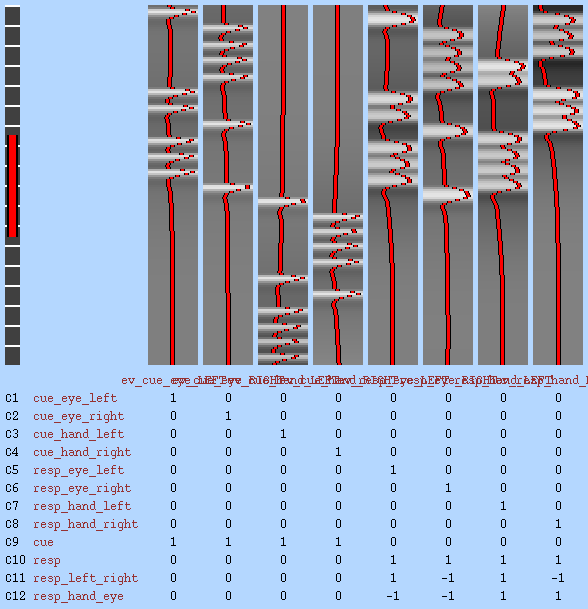 C1 cue_eye_left 1 0 0 0 0 0 0 0
C2 cue_eye_right 0 1 0 0 0 0 0 0
C3 cue_hand_left 0 0 1 0 0 0 0 0
C4 cue_hand_right 0 0 0 1 0 0 0 0
C5 resp_eye_left 0 0 0 0 1 0 0 0
C6 resp_eye_right 0 0 0 0 0 1 0 0
C7 resp_hand_left 0 0 0 0 0 0 1 0
C8 resp_hand_right 0 0 0 0 0 0 0 1
C9 cue 1 1 1 1 0 0 0 0
C10 resp 0 0 0 0 1 1 1 1
C11 resp_left_right 0 0 0 0 1 -1 1 -1
C12 resp_hand_eye 0 0 0 0 -1 -1 1 1